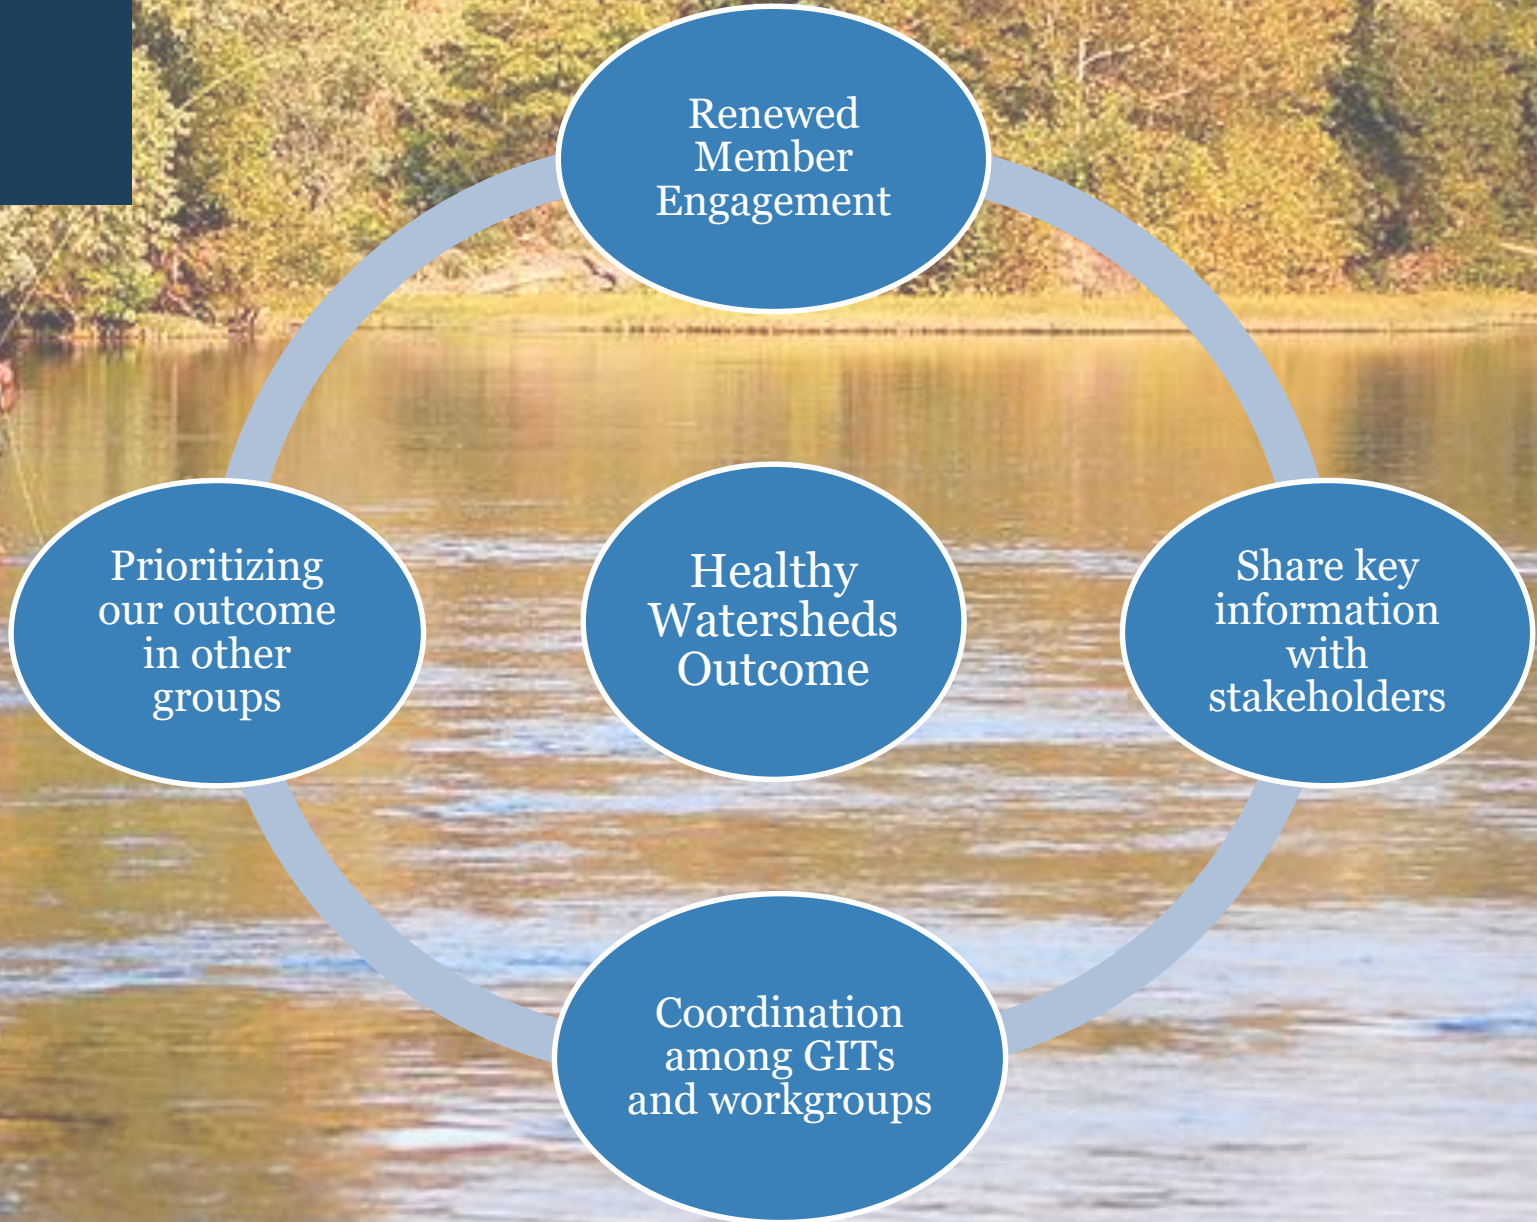 Renewed
Member
Engagement
Prioritizing
our outcome
in other
groups
Healthy
Watersheds
Outcome
Share key
information
with
stakeholders
Coordination
among GITs
and workgroups